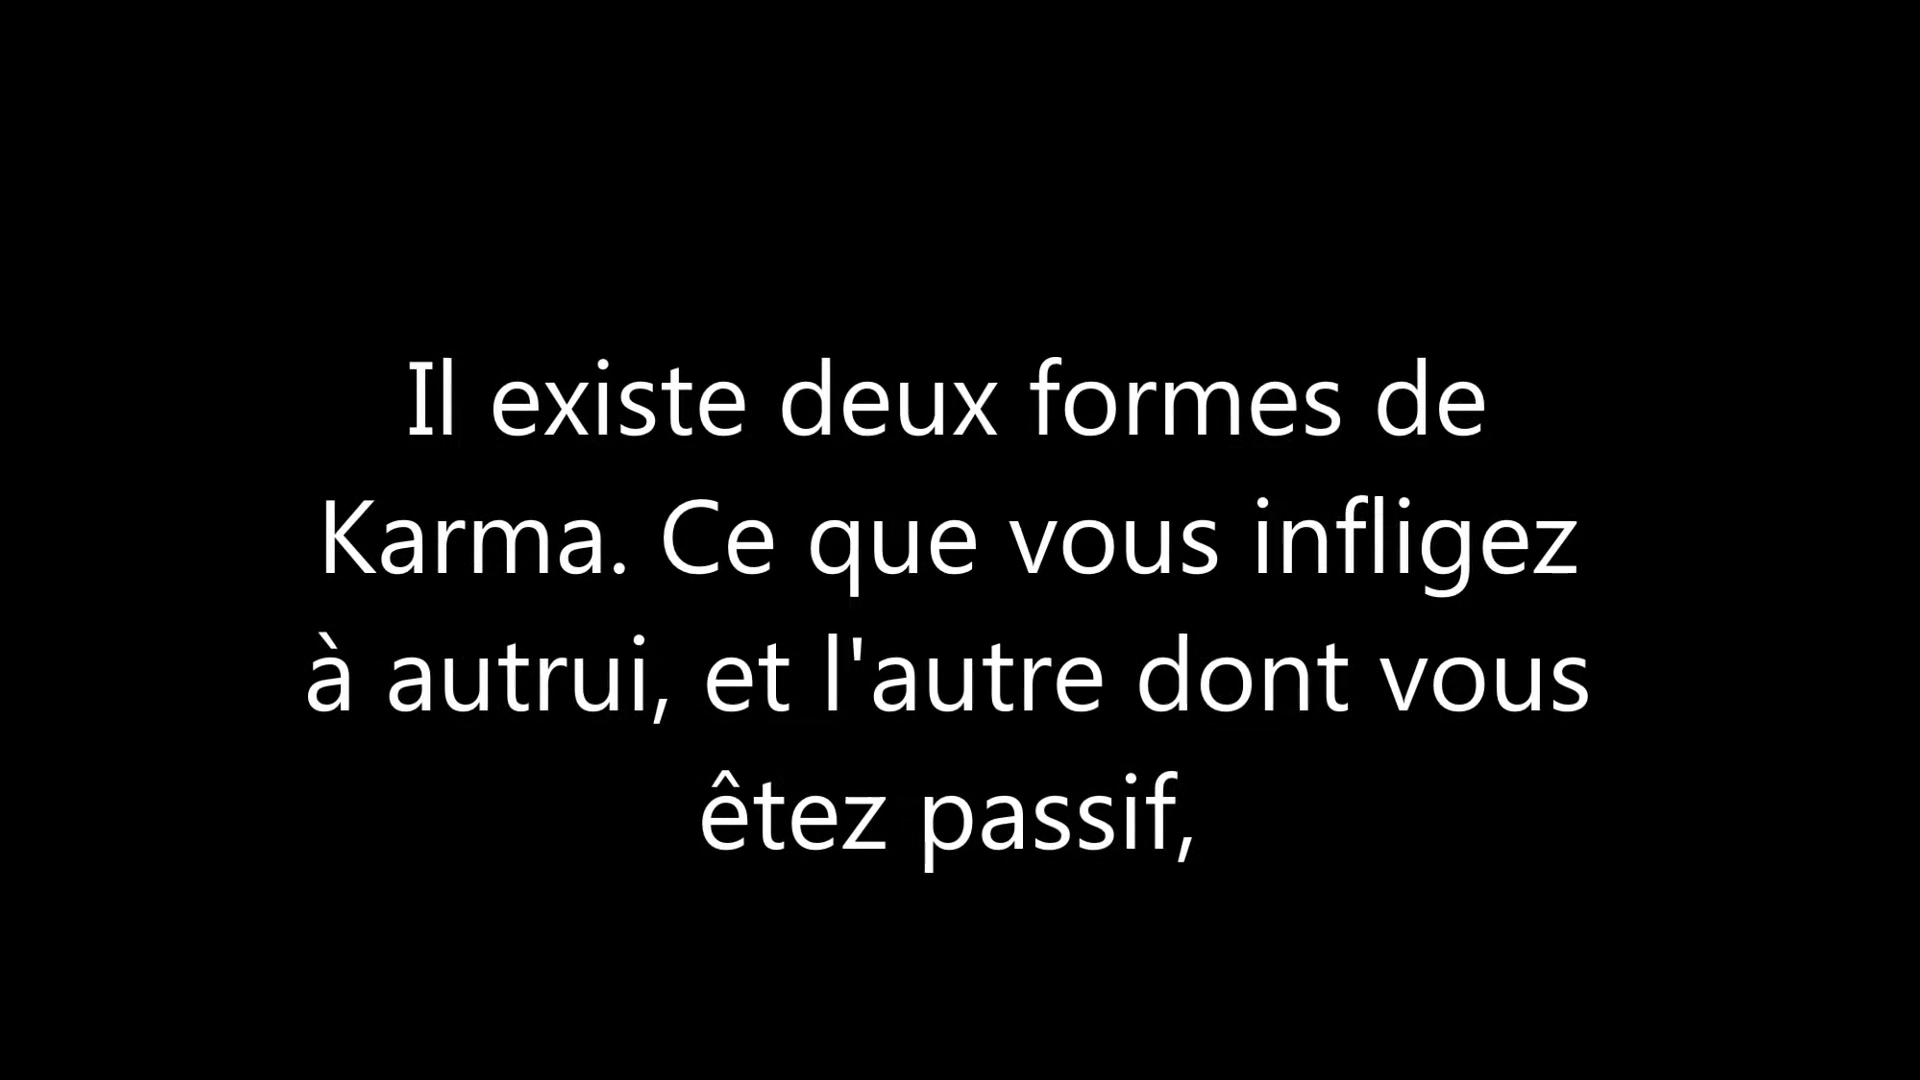 Il existe deux formes de
Karma. Ce que vous infligez
à autrui, et l'autre dont vous
êtez passif,